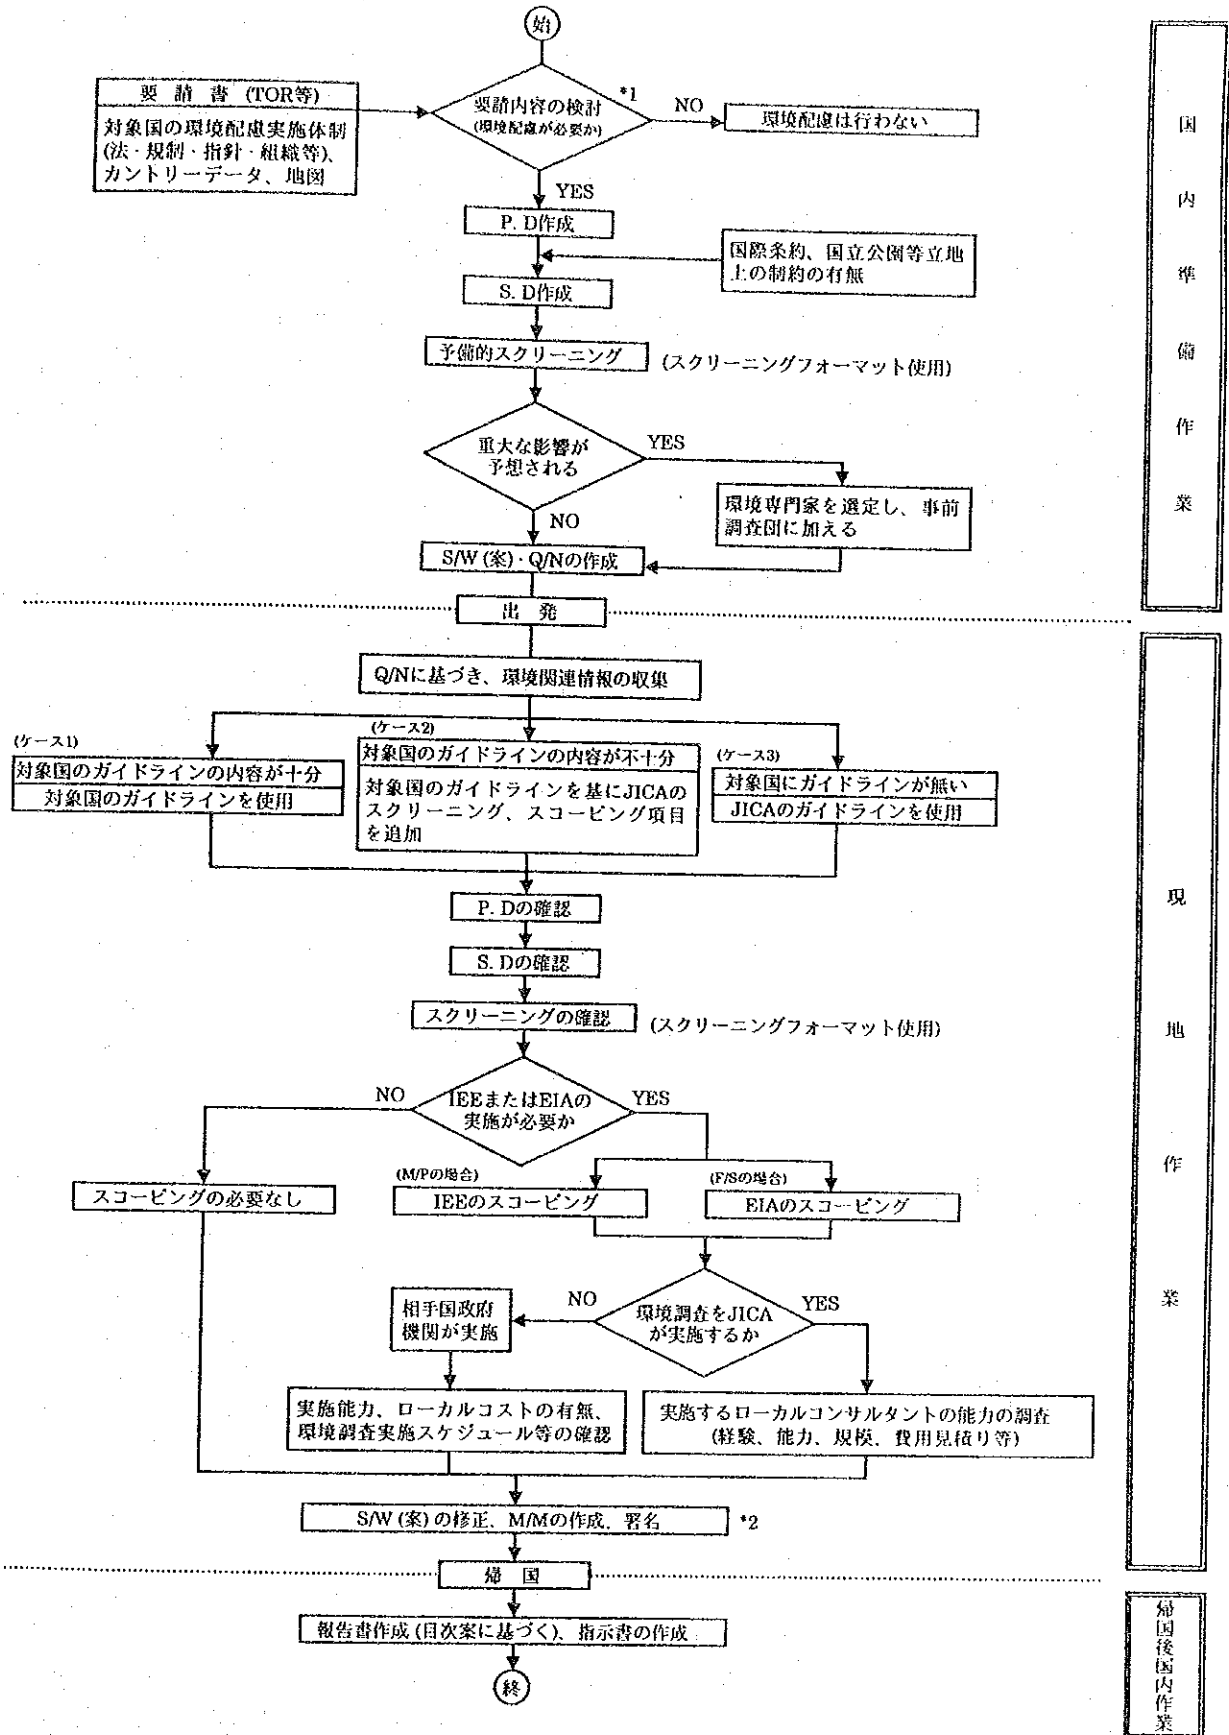 始
要請書 (TOR等)
対象国の環境配慮実施体制
(法・規制・指針・組織等)、
カントリーデータ、地図
要請内容の検討
(環境配慮が必要か)
*1
NO
環境配慮は行わない
YES
P. D作成
国際条約、国立公園等立地
上の制約の有無
S. D作成
予備的スクリーニング
(スクリーニングフォーマット使用)
重大な影響が
予想される
YES
環境専門家を選定し、事前
調査団に加える
NO
S/W (案)・Q/Nの作成
国内準備作業
出 発
Q/Nに基づき、環境関連情報の収集
(ケース1)
対象国のガイドラインの内容が十分
対象国のガイドラインを使用
(ケース2)
対象国のガイドラインの内容が不十分
対象国のガイドラインを基にJICAの
スクリーニング、スコーピング項目
を追加
(ケース3)
対象国にガイドラインが無い
JICAのガイドラインを使用
P. Dの確認
S. Dの確認
スクリーニングの確認
(スクリーニングフォーマット使用)
IEEまたはEIAの
実施が必要か
NO
YES
スコーピングの必要なし
(M/Pの場合)
IEEのスコーピング
(F/Sの場合)
EIAのスコーピング
環境調査をJICA
が実施するか
NO
YES
相手国政府
機関が実施
実施能力、ローカルコストの有無、
環境調査実施スケジュール等の確認
実施するローカルコンサルタントの能力の調査
(経験、能力、規模、費用見積り等)
S/W (案) の修正、M/Mの作成、署名
*2
現地作業
帰 国
報告書作成 (目次案に基づく)、指示書の作成
終
帰国後国内作業